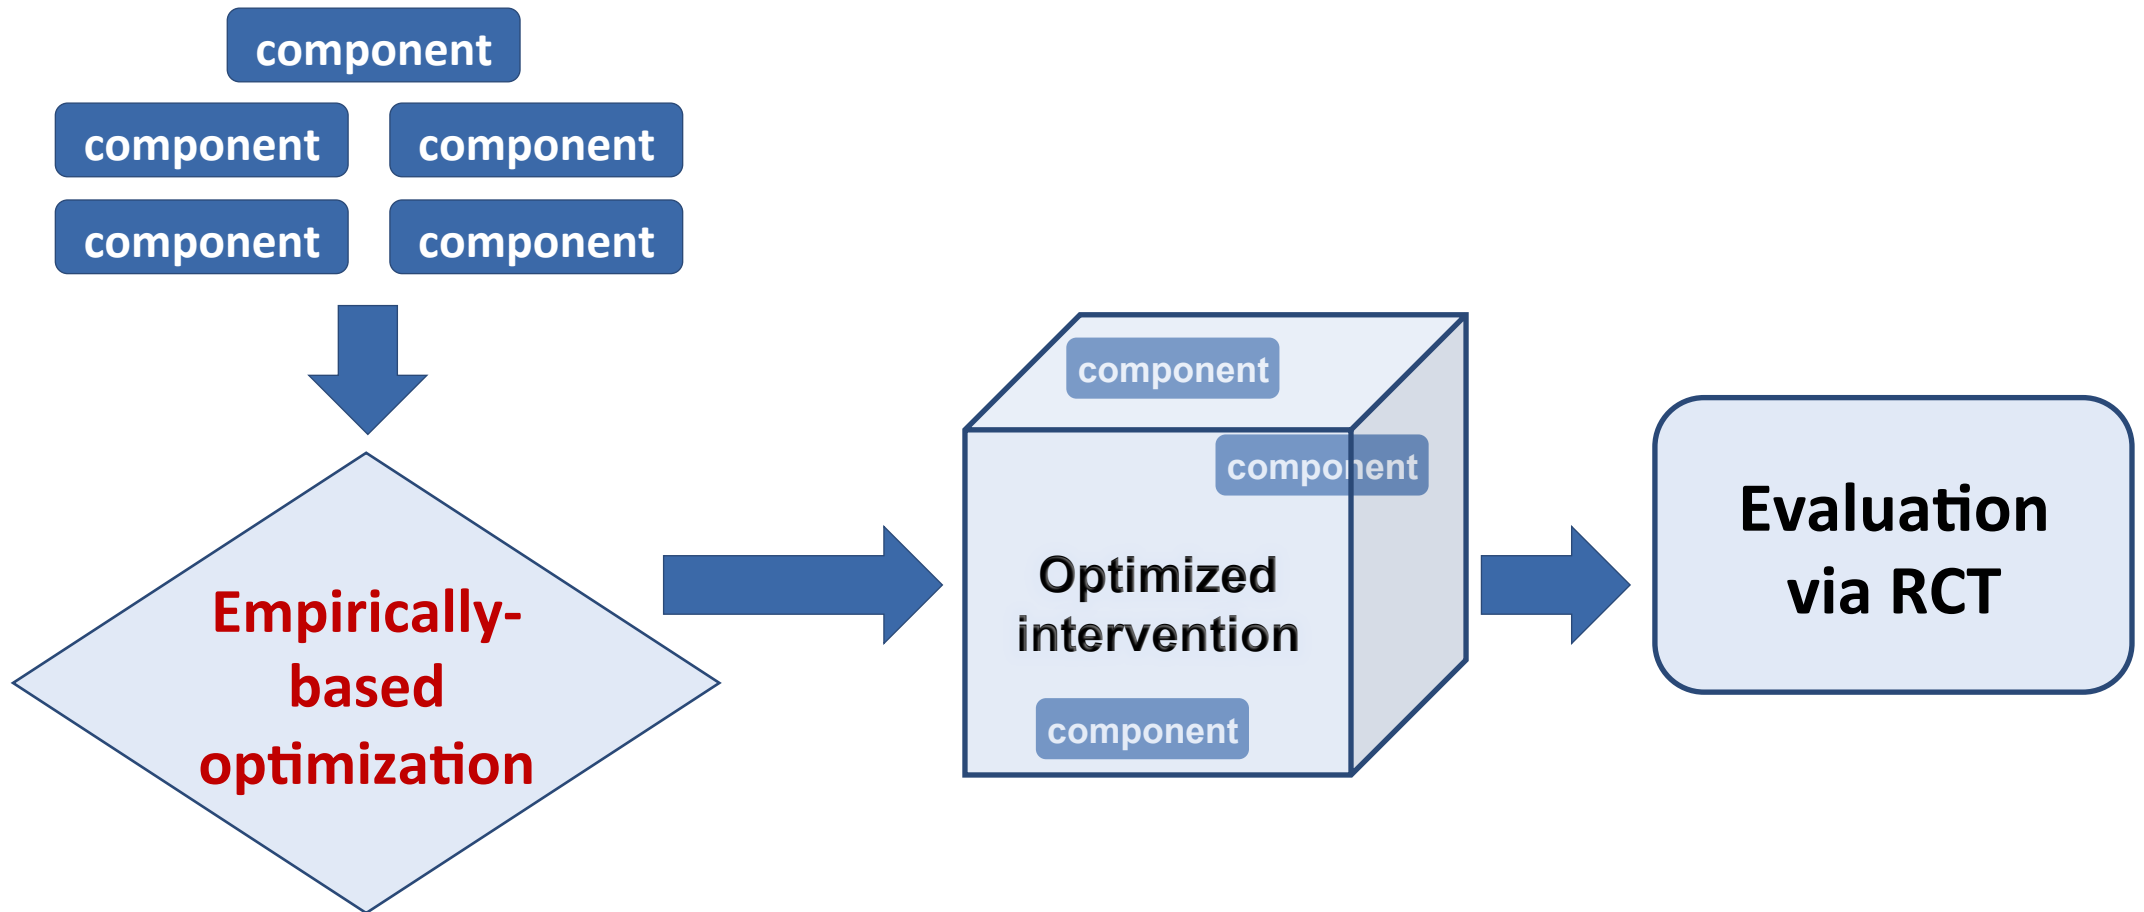 component
component component
component component
Empirically-
based
optimization
component
component
Optimized
intervention
component
Evaluation
via RCT